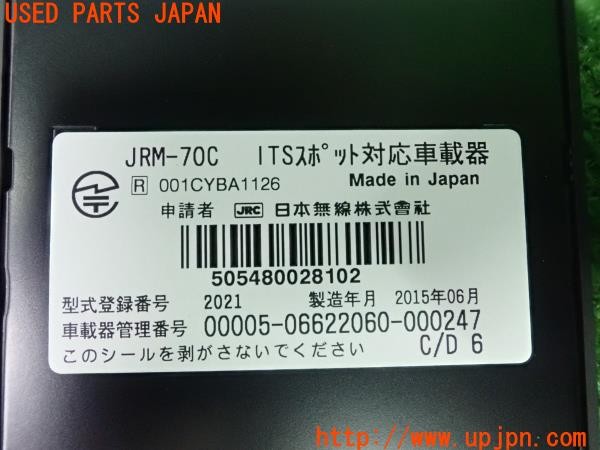 USED PARTS JAPAN
JRM-70C ITSｽﾎﾟｯﾄ対応車載器
R 001CYBA1126 Made in Japan
申請者 JRC 日本無線株式會社
505480028102
型式登録番号 2021 製造年月 2015年06月
車載器管理番号 00005-06622060-000247
このシールを剥がさないでください C/D 6
http://www.upjpn.com